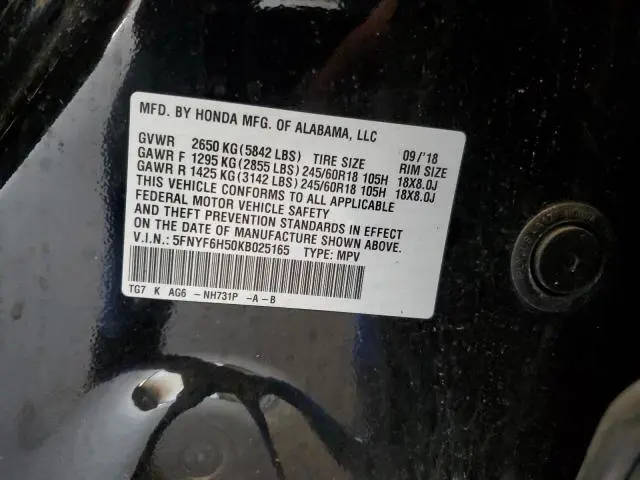 MFD. BY HONDA MFG. OF ALABAMA, LLC
GVWR 2650 KG (5842 LBS) TIRE SIZE 09/'18 RIM SIZE
GAWR F 1295 KG (2855 LBS) 245/60R18 105H 18X8.0J
GAWR R 1425 KG (3142 LBS) 245/60R18 105H 18X8.0J
THIS VEHICLE CONFORMS TO ALL APPLICABLE
FEDERAL MOTOR VEHICLE SAFETY
AND THEFT PREVENTION STANDARDS IN EFFECT
ON THE DATE OF MANUFACTURE SHOWN ABOVE.
V.I.N.: 5FNYF6H50KB025165 TYPE: MPV
TG7 K AG6 -NH731P -A-B